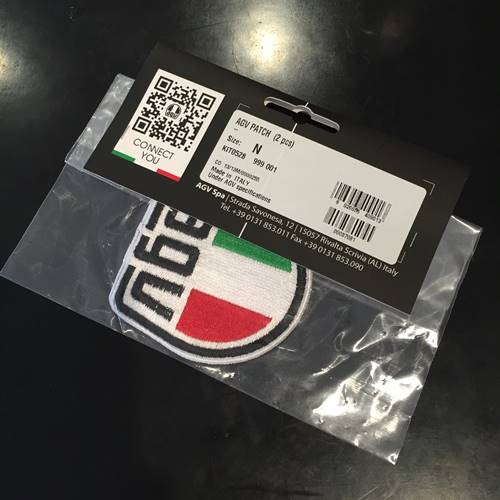 CONNECT
YOU
AGV PATCH (2 pcs)
Size: N
KIT0528 999 001
Made in ITALY
Under AGV specifications
AGV Spa | Strada Savonesa, 12 | 15057 Rivalta Scrivia (AL) Italy
Tel. +39 0131 853.011 Fax +39 0131 853.090
agv